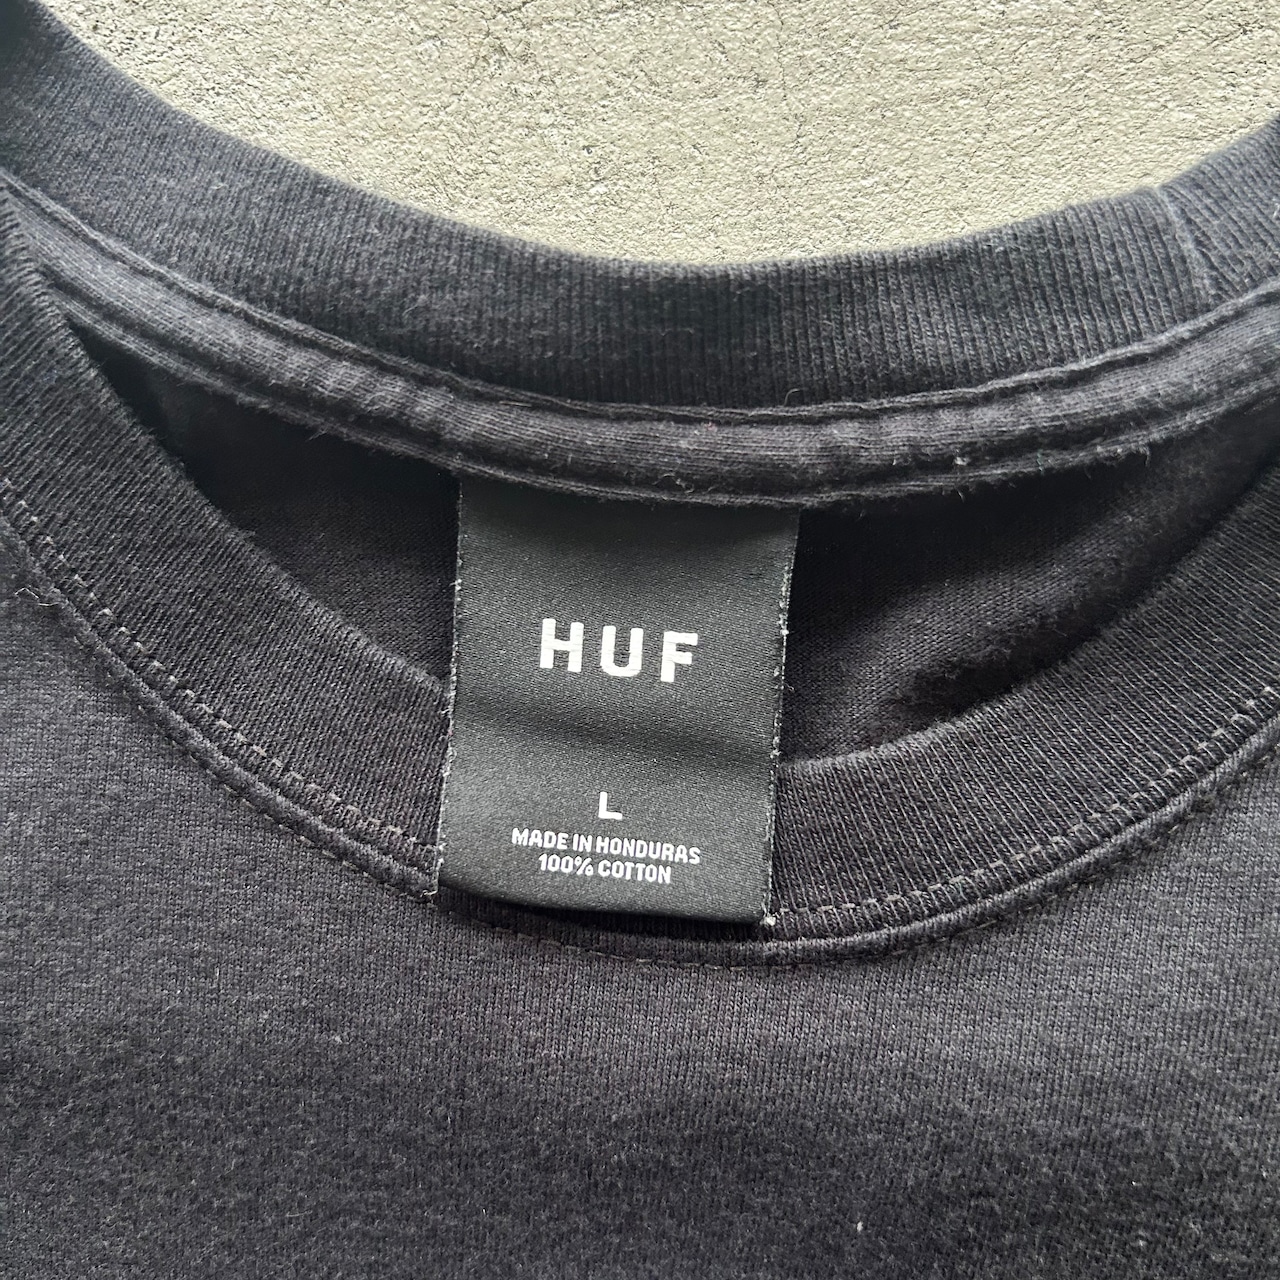 HUF
L
MADE IN HONDURAS
100% COTTON